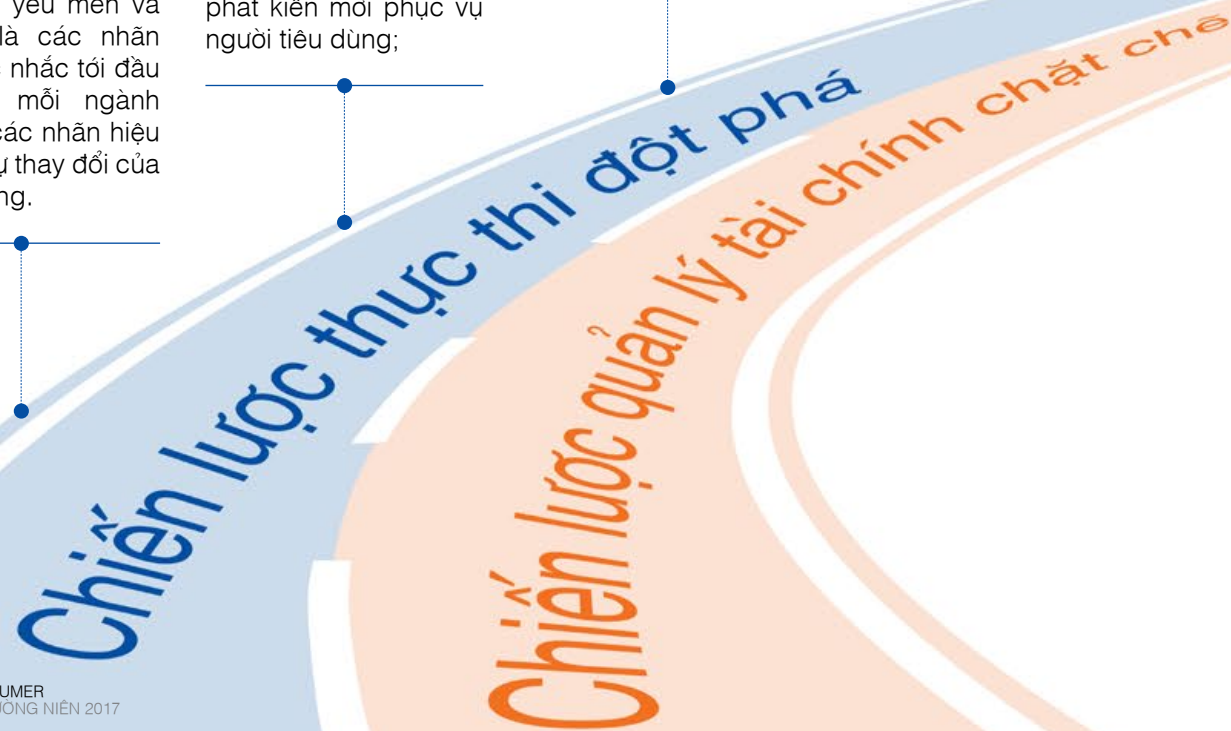 yêu mến và
là các nhãn
nhắc tới đầu
mỗi ngành
các nhãn hiệu
thay đổi của
phát kiến mới phục vụ
người tiêu dùng;
Chiến lược thực thi đột phá
Chiến lược quản lý tài chính chặt chẽ
UMER
NIÊN 2017